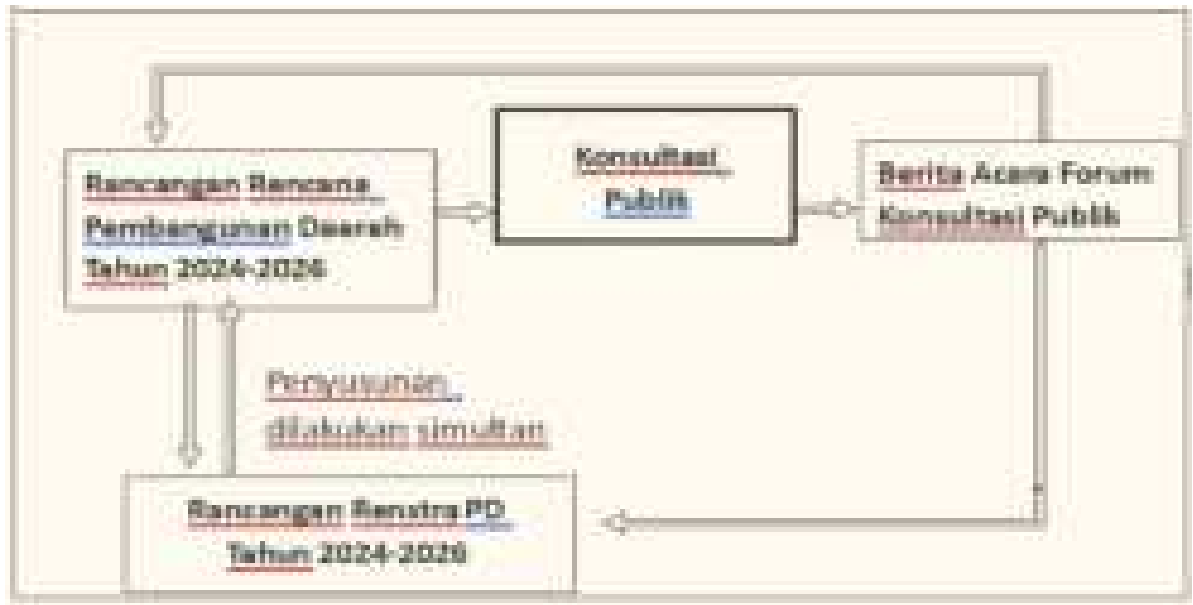 Konsultasi
Publik
Rancangan Rencana
Pembangunan Daerah
Tahun 2024-2026
Berita Acara Forum
Konsultasi Publik
Penyusunan
dilakukan simultan
Rancangan Renstra PD
Tahun 2024-2026